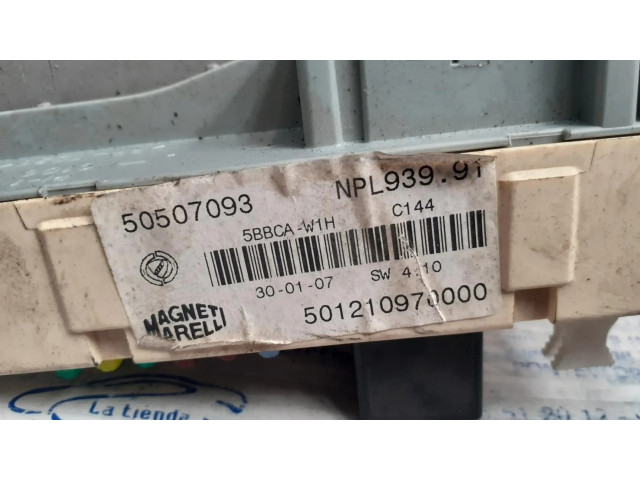 50507093 NPL939.91
5BBCA-W1H C144
30-01-07 SW 4.10
MAGNETI
MARELLI
501210970000
La tienda